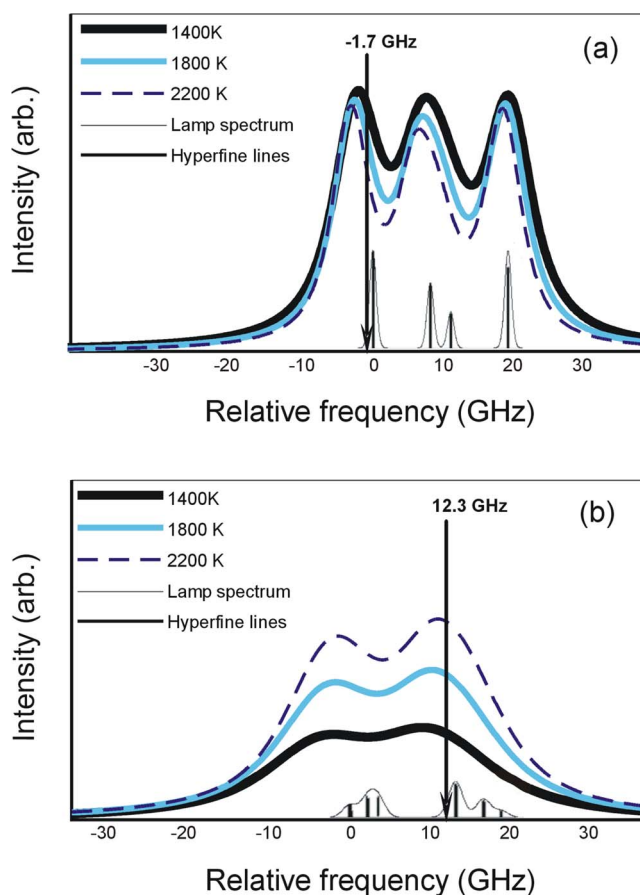 1400K
1800 K
2200 K
Lamp spectrum
Hyperfine lines
-1.7 GHz
(a)
Intensity (arb.)
-30 -20 -10 0 10 20 30
Relative frequency (GHz)
1400K
1800 K
2200 K
Lamp spectrum
Hyperfine lines
12.3 GHz
(b)
Intensity (arb.)
-30 -20 -10 0 10 20 30
Relative frequency (GHz)